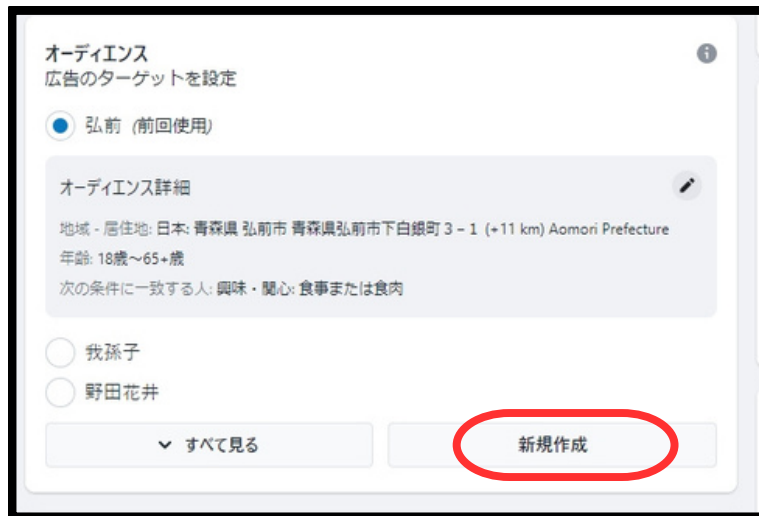 オーディエンス
広告のターゲットを設定
弘前 (前回使用)
オーディエンス詳細
地域 - 居住地: 日本: 青森県 弘前市 青森県弘前市下白銀町３−１ (+11 km) Aomori Prefecture
年齢: 18歳〜65+歳
次の条件に一致する人: 興味・関心: 食事または食肉
我孫子
野田花井
すべて見る
新規作成